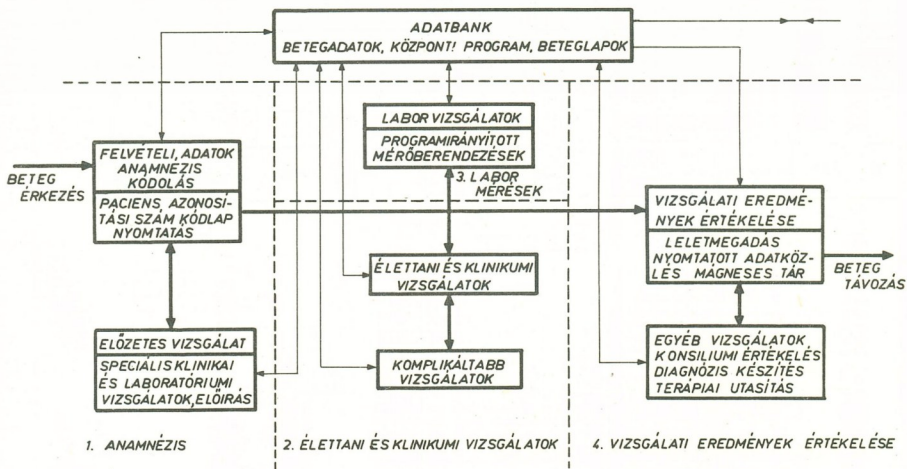 ADATBANK
BETEGADATOK, KÖZPONT! PROGRAM, BETEGLAPOK
LABOR VIZSGÁLATOK
PROGRAMIRÁNYÍTOTT
MÉRŐBERENDEZÉSEK
3. LABOR
MÉRÉSEK
BETEG
ÉRKEZÉS
FELVÉTELI, ADATOK
ANAMNÉZIS
KÓDOLÁS
PACIENS AZONOSÍ-
TÁSI SZÁM KÓDLAP
NYOMTATÁS
VIZSGÁLATI EREDMÉ-
NYEK ÉRTÉKELÉSE
LELETMEGADÁS
NYOMTATOTT ADATKÖZ-
LÉS MÁGNESES TÁR
BETEG
TÁVOZÁS
ÉLETTANI ÉS KLINIKUMI
VIZSGÁLATOK
ELŐZETES VIZSGÁLAT
SPECIÁLIS KLINIKAI
ÉS LABORATÓRIUMI
VIZSGÁLATOK, ELŐIRÁS
KOMPLIKÁLTABB
VIZSGÁLATOK
EGYÉB VIZSGÁLATOK
KONSILIUMI ÉRTÉKELÉS
DIAGNÓZIS KÉSZÍTÉS
TERÁPIAI UTASÍTÁS
1. ANAMNÉZIS
2. ÉLETTANI ÉS KLINIKUMI VIZSGÁLATOK
4. VIZSGÁLATI EREDMÉNYEK ÉRTÉKELÉSE